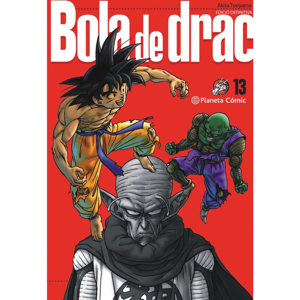 Akira Toriyama
Bola de drac
EDICIÓ DEFINITIVA
13
Planeta Cómic